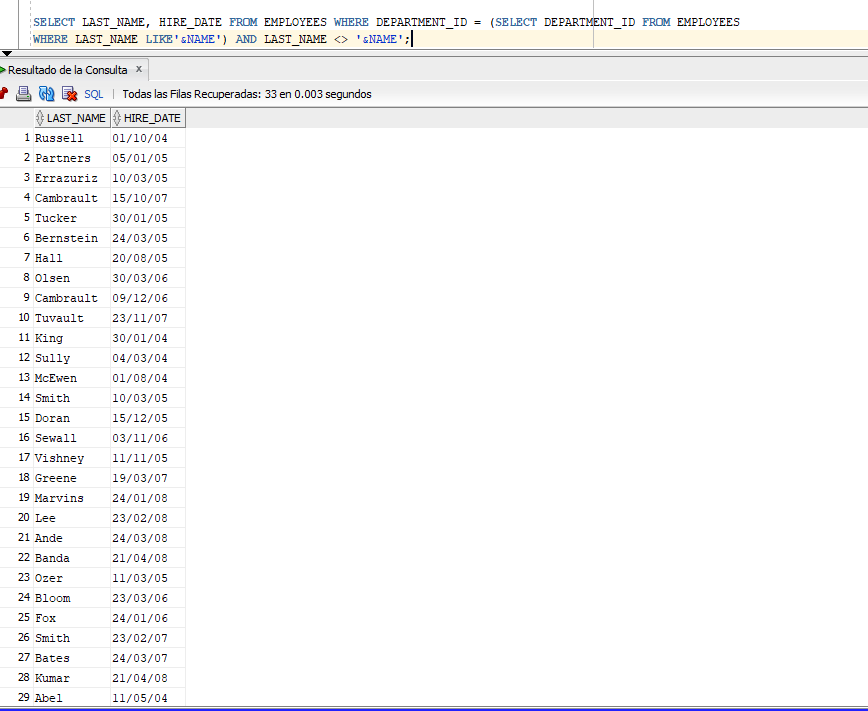 SELECT LAST_NAME, HIRE_DATE FROM EMPLOYEES WHERE DEPARTMENT_ID = (SELECT DEPARTMENT_ID FROM EMPLOYEES
WHERE LAST_NAME LIKE'&NAME') AND LAST_NAME <> '&NAME';
Resultado de la Consulta x
SQL | Todas las Filas Recuperadas: 33 en 0.003 segundos
LAST_NAME HIRE_DATE
1 Russell 01/10/04
2 Partners 05/01/05
3 Errazuriz 10/03/05
4 Cambrault 15/10/07
5 Tucker 30/01/05
6 Bernstein 24/03/05
7 Hall 20/08/05
8 Olsen 30/03/06
9 Cambrault 09/12/06
10 Tuvault 23/11/07
11 King 30/01/04
12 Sully 04/03/04
13 McEwen 01/08/04
14 Smith 10/03/05
15 Doran 15/12/05
16 Sewall 03/11/06
17 Vishney 11/11/05
18 Greene 19/03/07
19 Marvins 24/01/08
20 Lee 23/02/08
21 Ande 24/03/08
22 Banda 21/04/08
23 Ozer 11/03/05
24 Bloom 23/03/06
25 Fox 24/01/06
26 Smith 23/02/07
27 Bates 24/03/07
28 Kumar 21/04/08
29 Abel 11/05/04